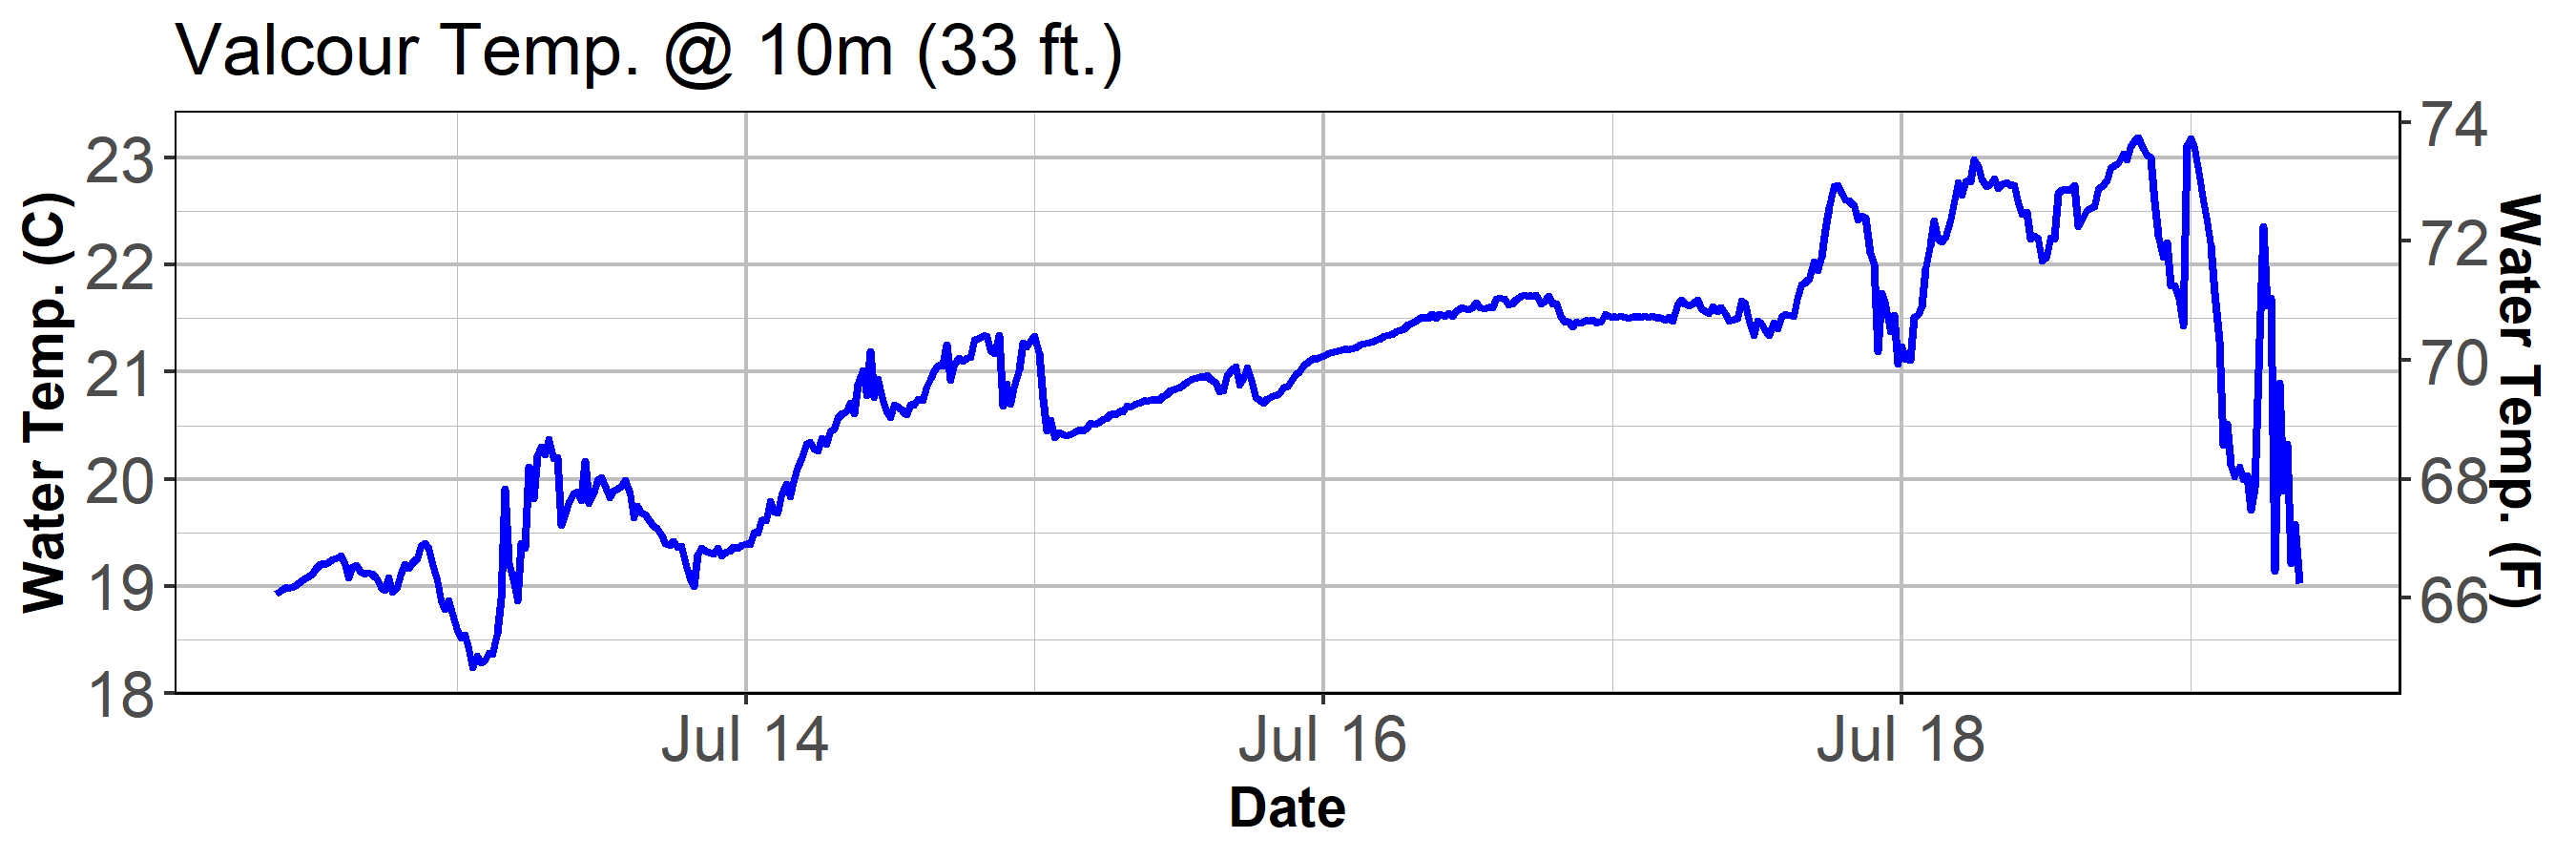 Valcour Temp. @ 10m (33 ft.)
Water Temp. (C)
23
22
21
20
19
18
74
72
70
68
66
Water Temp. (F)
Jul 14
Jul 16
Jul 18
Date